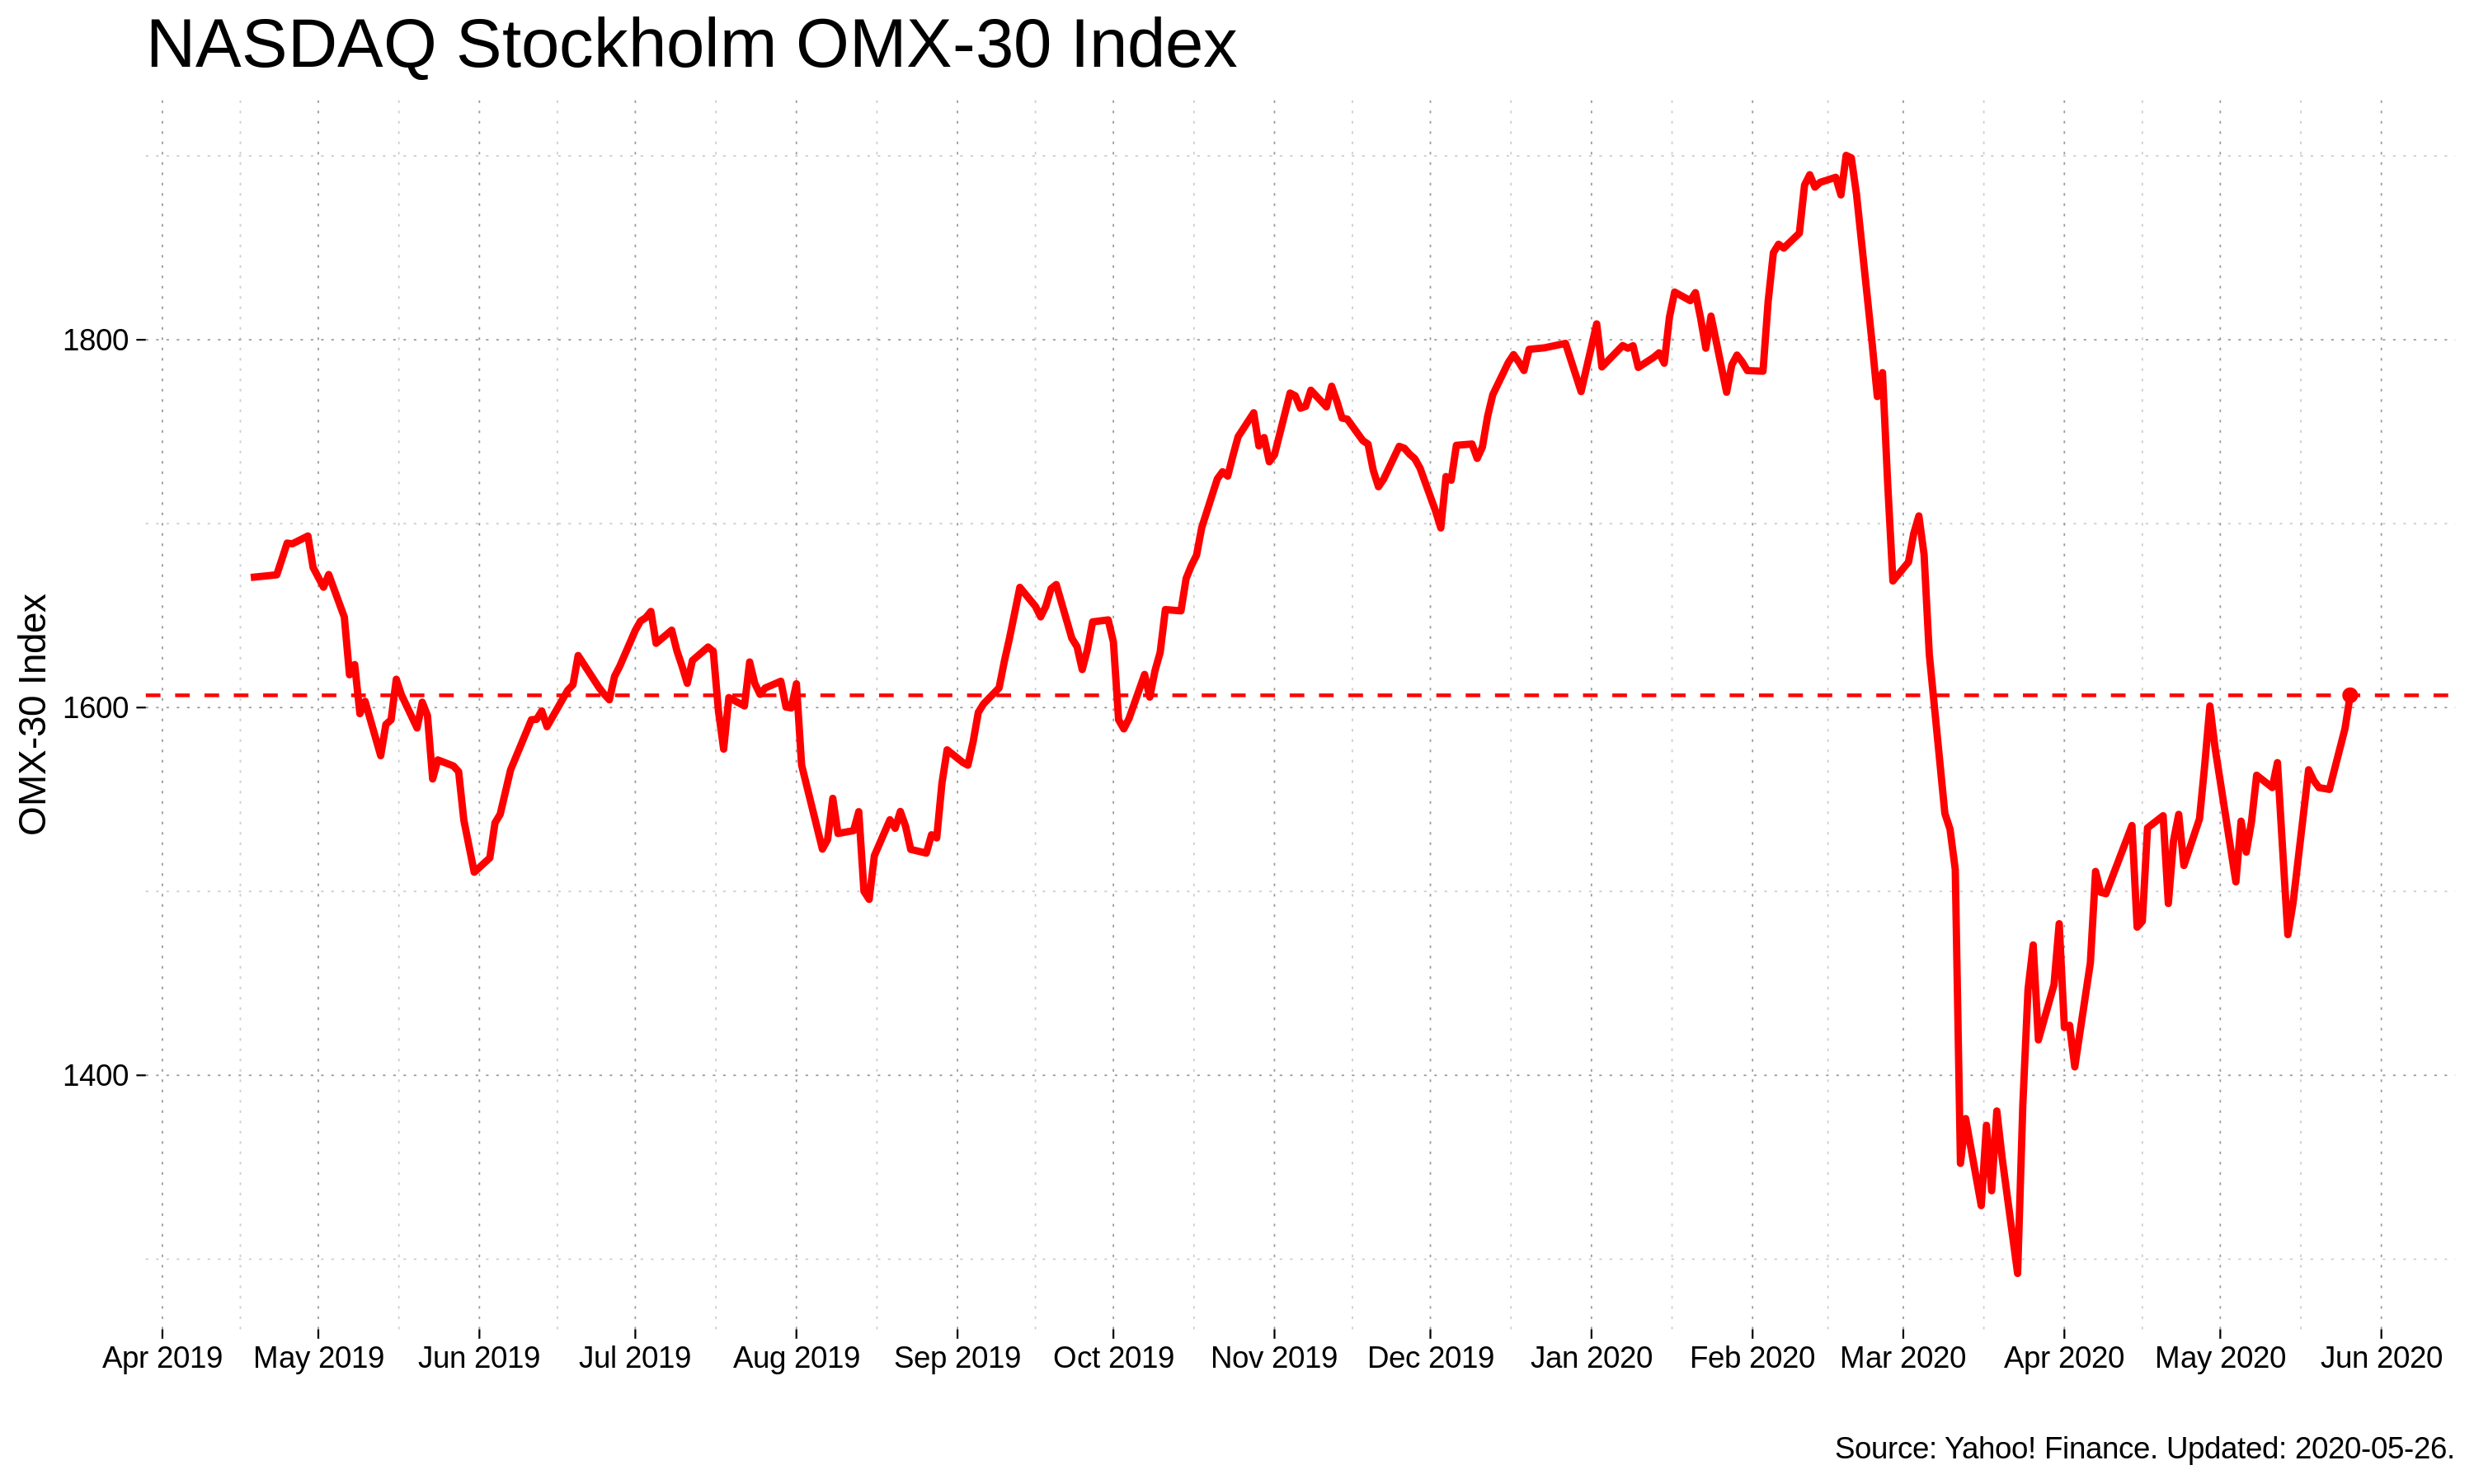 NASDAQ Stockholm OMX-30 Index
OMX-30 Index
1800
1600
1400
Apr 2019 May 2019 Jun 2019 Jul 2019 Aug 2019 Sep 2019 Oct 2019 Nov 2019 Dec 2019 Jan 2020 Feb 2020 Mar 2020 Apr 2020 May 2020 Jun 2020
Source: Yahoo! Finance. Updated: 2020-05-26.